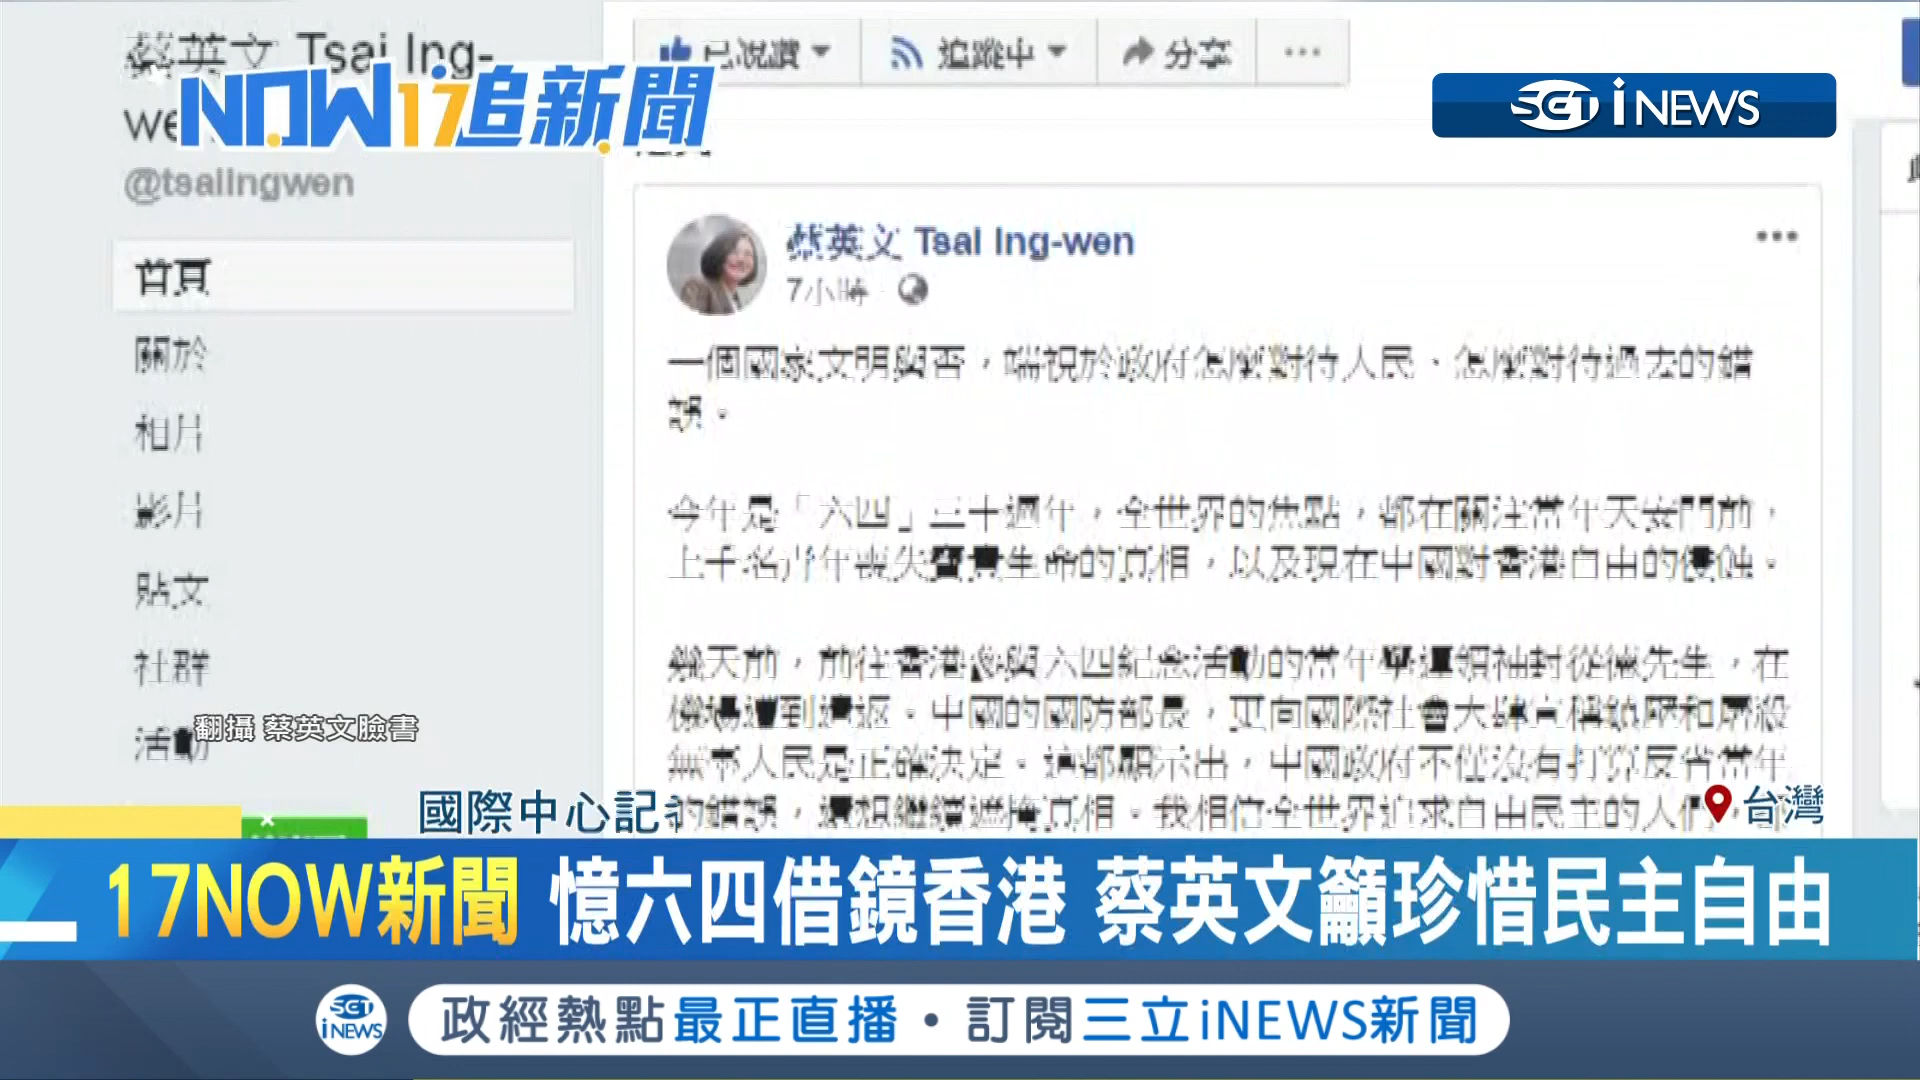 蔡英文 Tsai Ing-
we
@tsaiingwen
NOW17追新聞
已說讚
追蹤中
分享
SET iNEWS
首頁
關於
相片
影片
貼文
社群
活動
翻攝 蔡英文臉書
蔡英文 Tsai Ing-wen
7小時
一個國家文明與否，端視於政府怎麼對待人民、怎麼對待過去的錯
誤。
今年是「六四」三十週年，全世界的焦點，都在關注當年天安門前，
上千名青年喪失寶貴生命的真相，以及現在中國對香港自由的侵蝕。
幾天前，前往香港參與六四紀念活動的當年學運領袖封從德先生，在
機場遭到遣返。中國的國防部長，更向國際社會大肆宣稱鎮壓和屠殺
無辜人民是正確決定。這都顯示出，中國政府不僅沒有打算反省當年
的錯誤，還想繼續遮掩真相。我相信全世界追求自由民主的人們，
國際中心記者
台灣
17NOW新聞 憶六四借鏡香港 蔡英文籲珍惜民主自由
SET iNEWS
政經熱點最正直播・訂閱三立iNEWS新聞